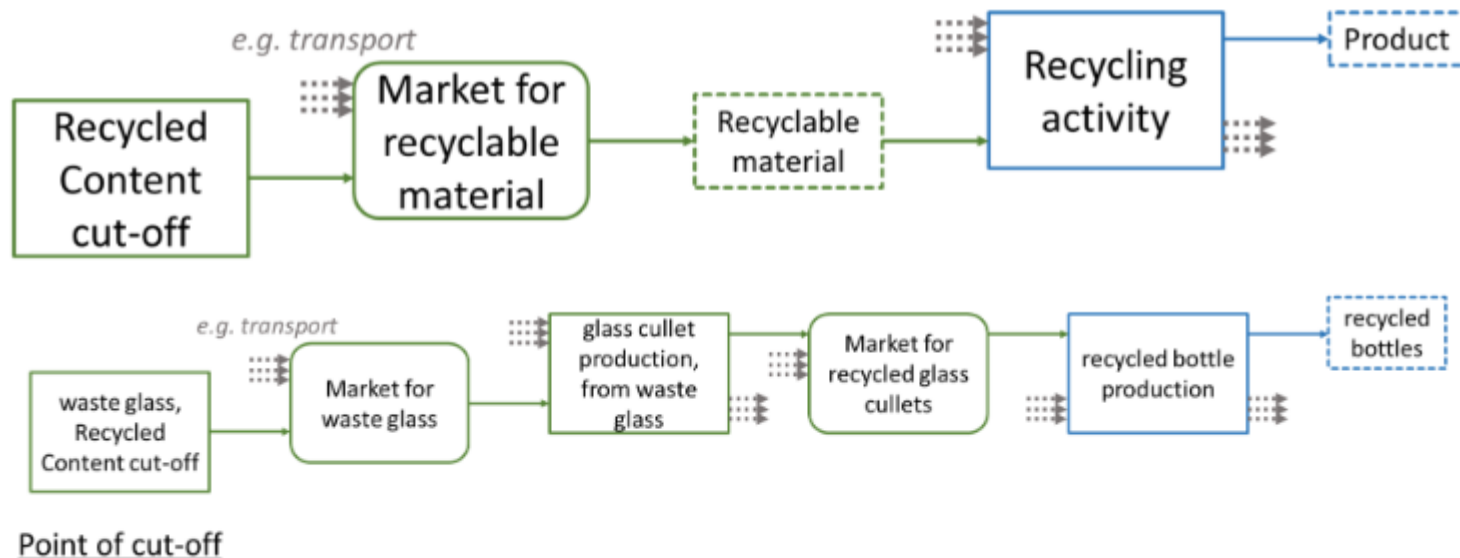 e.g. transport
Recycled
Content
cut-off
Market for
recyclable
material
Recyclable
material
Recycling
activity
Product
e.g. transport
waste glass,
Recycled
Content cut-off
Market for
waste glass
glass cullet
production,
from waste
glass
Market for
recycled glass
cullets
recycled bottle
production
recycled
bottles
Point of cut-off